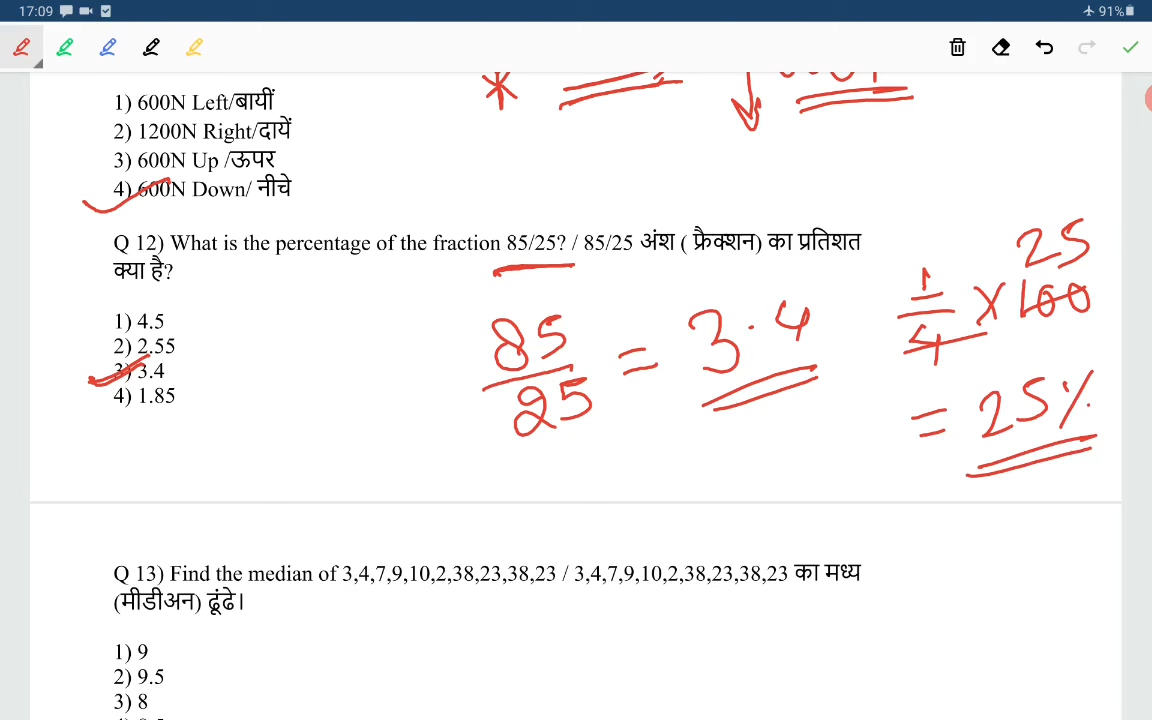 17:09
91%
1) 600N Left/बायीं
2) 1200N Right/दायें
3) 600N Up /ऊपर
4) 600N Down/ नीचे
Q 12) What is the percentage of the fraction 85/25? / 85/25 अंश ( फ्रैक्शन) का प्रतिशत
क्या है?
1) 4.5
2) 2.55
3) 3.4
4) 1.85
85/25 = 3.4
25
1/4 X 100
= 25%
Q 13) Find the median of 3,4,7,9,10,2,38,23,38,23 / 3,4,7,9,10,2,38,23,38,23 का मध्य
(मीडीअन) ढूंढे।
1) 9
2) 9.5
3) 8